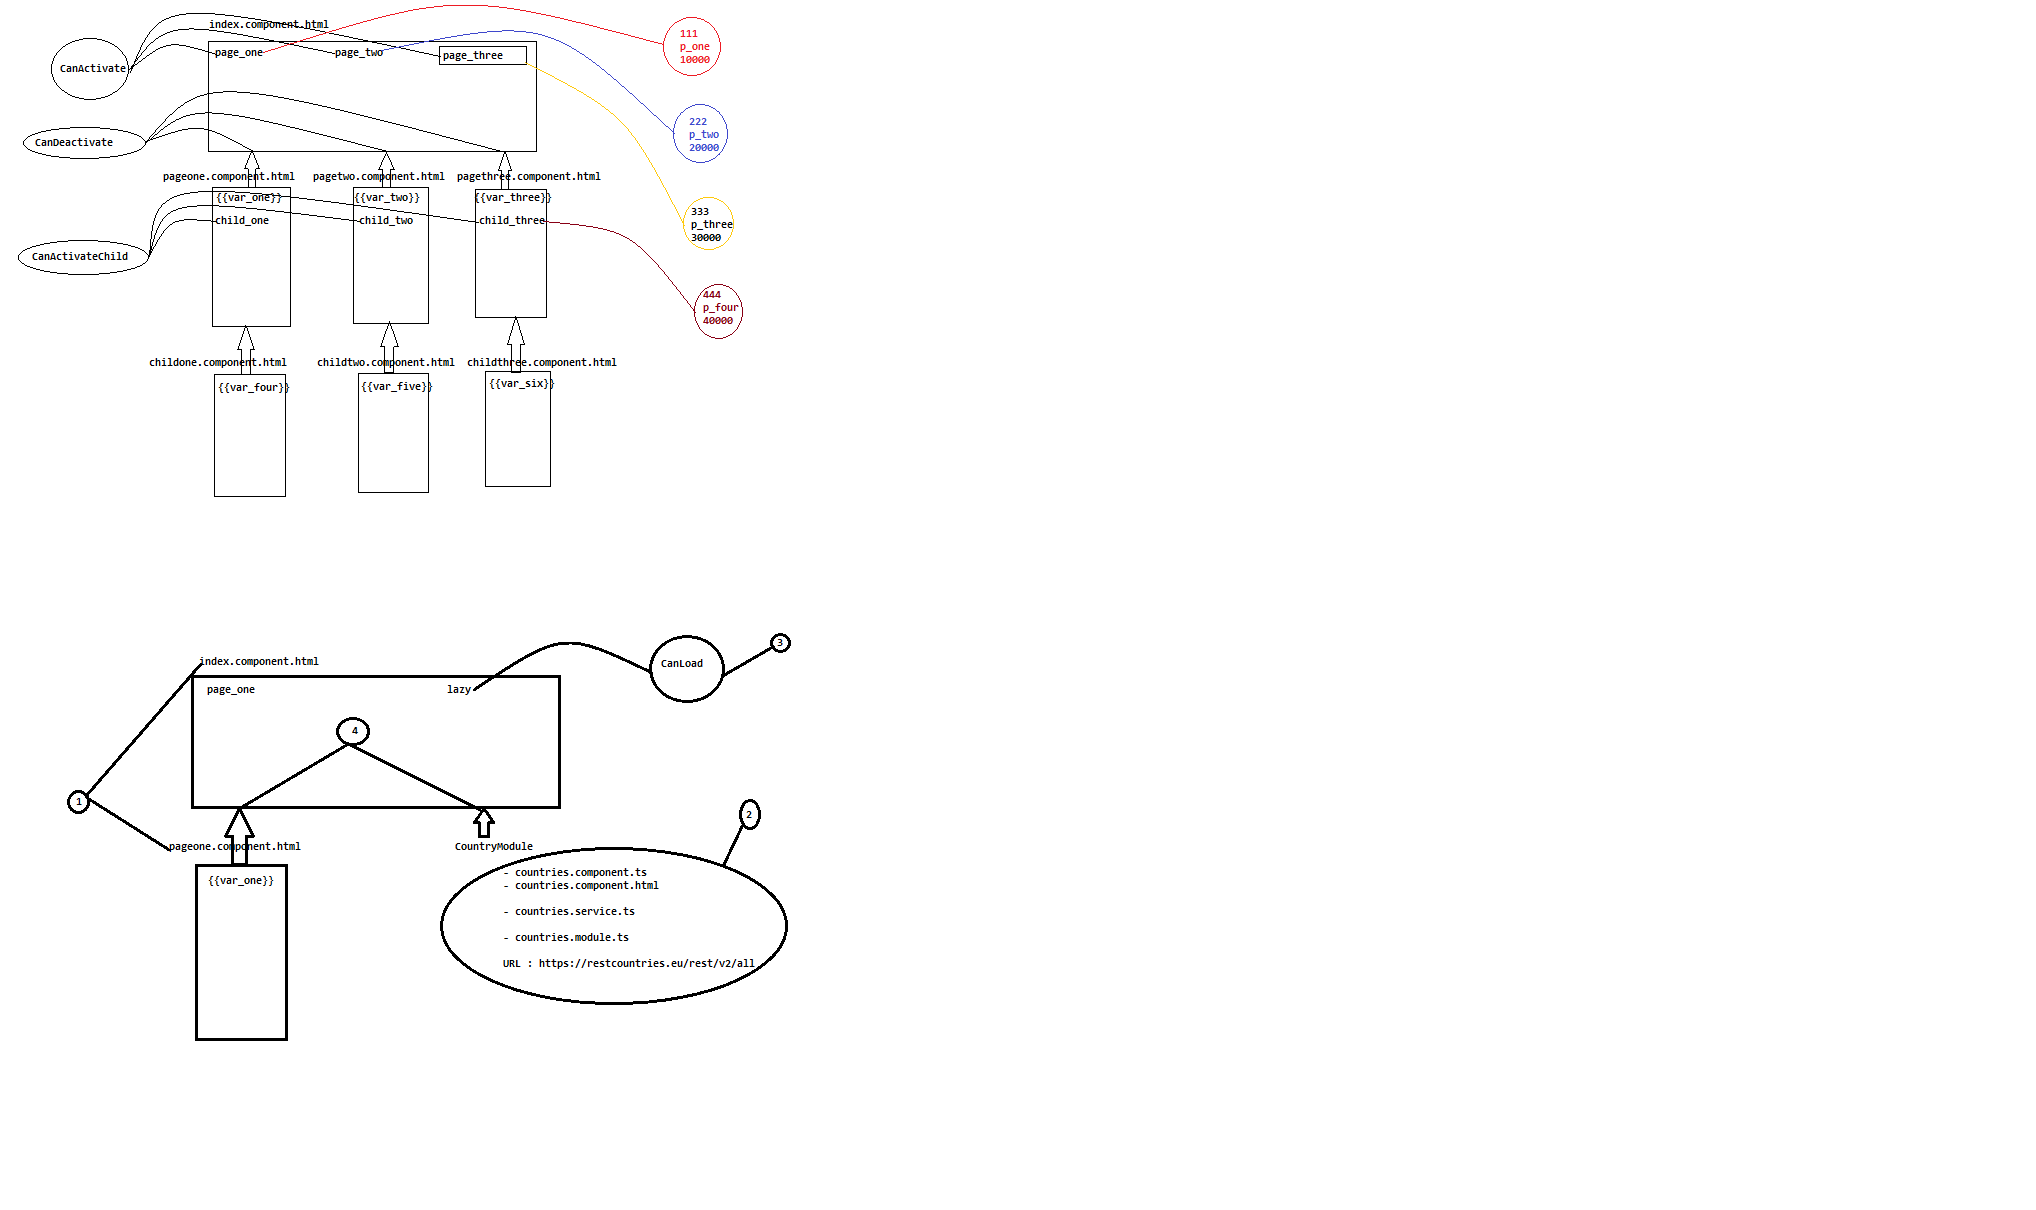 index.component.html
page_one page_two page_three
CanActivate
111
p_one
10000
CanDeactivate
222
p_two
20000
pageone.component.html pagetwo.component.html pagethree.component.html
{{var_one}} {{var_two}} {{var_three}}
child_one child_two child_three
333
p_three
30000
CanActivateChild
444
p_four
40000
childone.component.html childtwo.component.html childthree.component.html
{{var_four}} {{var_five}} {{var_six}}
index.component.html
page_one lazy
CanLoad
3
4
1
2
pageone.component.html CountryModule
{{var_one}}
- countries.component.ts
- countries.component.html
- countries.service.ts
- countries.module.ts
URL : https://restcountries.eu/rest/v2/all